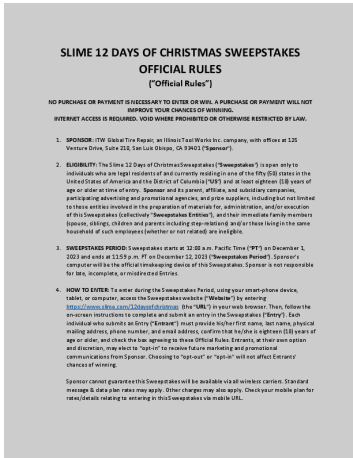 SLIME 12 DAYS OF CHRISTMAS SWEEPSTAKES
OFFICIAL RULES
("Official Rules")
NO PURCHASE OR PAYMENT IS NECESSARY TO ENTER OR WIN. A PURCHASE OR PAYMENT WILL NOT
IMPROVE YOUR CHANCES OF WINNING.
INTERNET ACCESS IS REQUIRED. VOID WHERE PROHIBITED OR OTHERWISE RESTRICTED BY LAW.
1. SPONSOR: ITW Global Tire Repair, an Illinois Tool Works Inc. company, with offices at 125
Venture Drive, Suite 210, San Luis Obispo, CA 93401 ("Sponsor").
2. ELIGIBILITY: The Slime 12 Days of Christmas Sweepstakes ("Sweepstakes") is open only to
individuals who are legal residents of and currently residing in one of the fifty (50) states in the
United States of America and the District of Columbia ("US") and at least eighteen (18) years of
age or older at time of entry. Sponsor and its parent, affiliate, and subsidiary companies,
participating advertising and promotional agencies, and prize suppliers, including but not limited
to those entities involved in the preparation of materials for, administration, and/or execution
of this Sweepstakes (collectively "Sweepstakes Entities"), and their immediate family members
(spouse, siblings, children and parents including step-relations) and/or those living in the same
household of such employees (whether or not related) are ineligible.
3. SWEEPSTAKES PERIOD: Sweepstakes starts at 12:00 a.m. Pacific Time ("PT") on December 1,
2023 and ends at 11:59 p.m. PT on December 12, 2023 ("Sweepstakes Period"). Sponsor's
computer will be the official timekeeping device of this Sweepstakes. Sponsor is not responsible
for late, incomplete, or misdirected Entries.
4. HOW TO ENTER: To enter during the Sweepstakes Period, using your smart-phone device,
tablet, or computer, access the Sweepstakes website ("Website") by entering
https://www.slime.com/12daysofchristmas (the "URL") in your web browser. Then, follow the
on-screen instructions to complete and submit an entry in the Sweepstakes ("Entry"). Each
individual who submits an Entry ("Entrant") must provide his/her first name, last name, physical
mailing address, phone number, and email address, confirm that he/she is eighteen (18) years of
age or older, and check the box agreeing to these Official Rules. Entrants, at their own option
and discretion, may elect to "opt-in" to receive future marketing and promotional
communications from Sponsor. Choosing to "opt-out" or "opt-in" will not affect Entrants'
chances of winning.
Sponsor cannot guarantee this Sweepstakes will be available via all wireless carriers. Standard
message & data plan rates may apply. Other charges may also apply. Check your mobile plan for
rates/details relating to entering in this Sweepstakes via mobile URL.